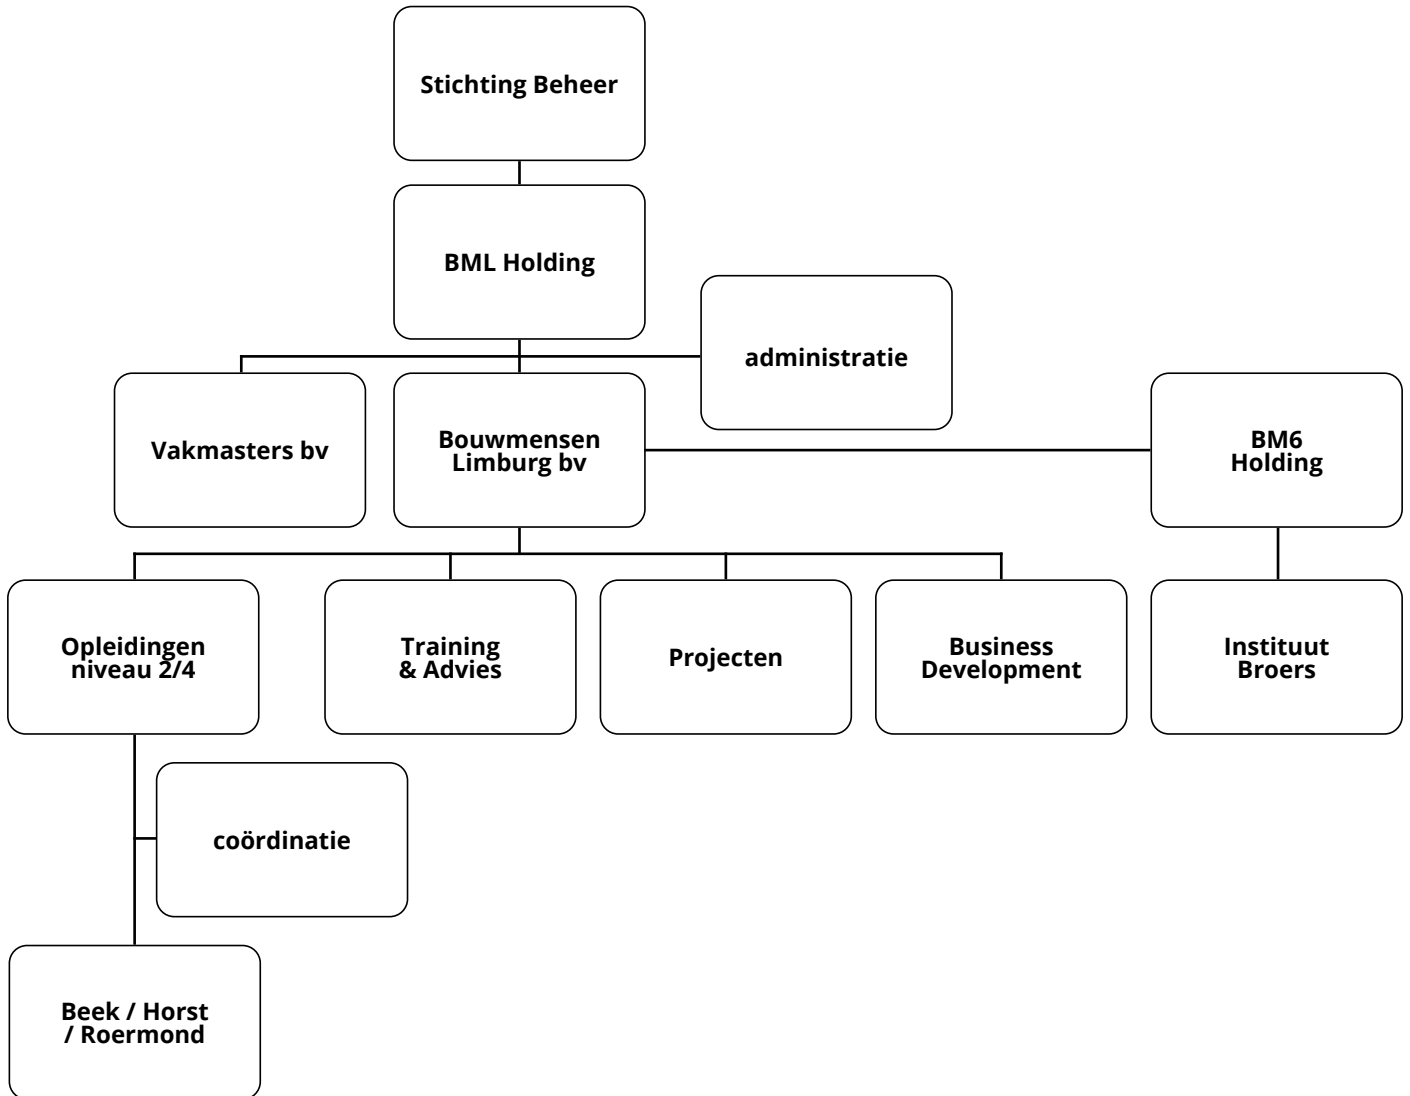 Stichting Beheer
BML Holding
administratie
Vakmasters bv
Bouwmensen
Limburg bv
BM6
Holding
Opleidingen
niveau 2/4
Training
& Advies
Projecten
Business
Development
Instituut
Broers
coördinatie
Beek / Horst
/ Roermond